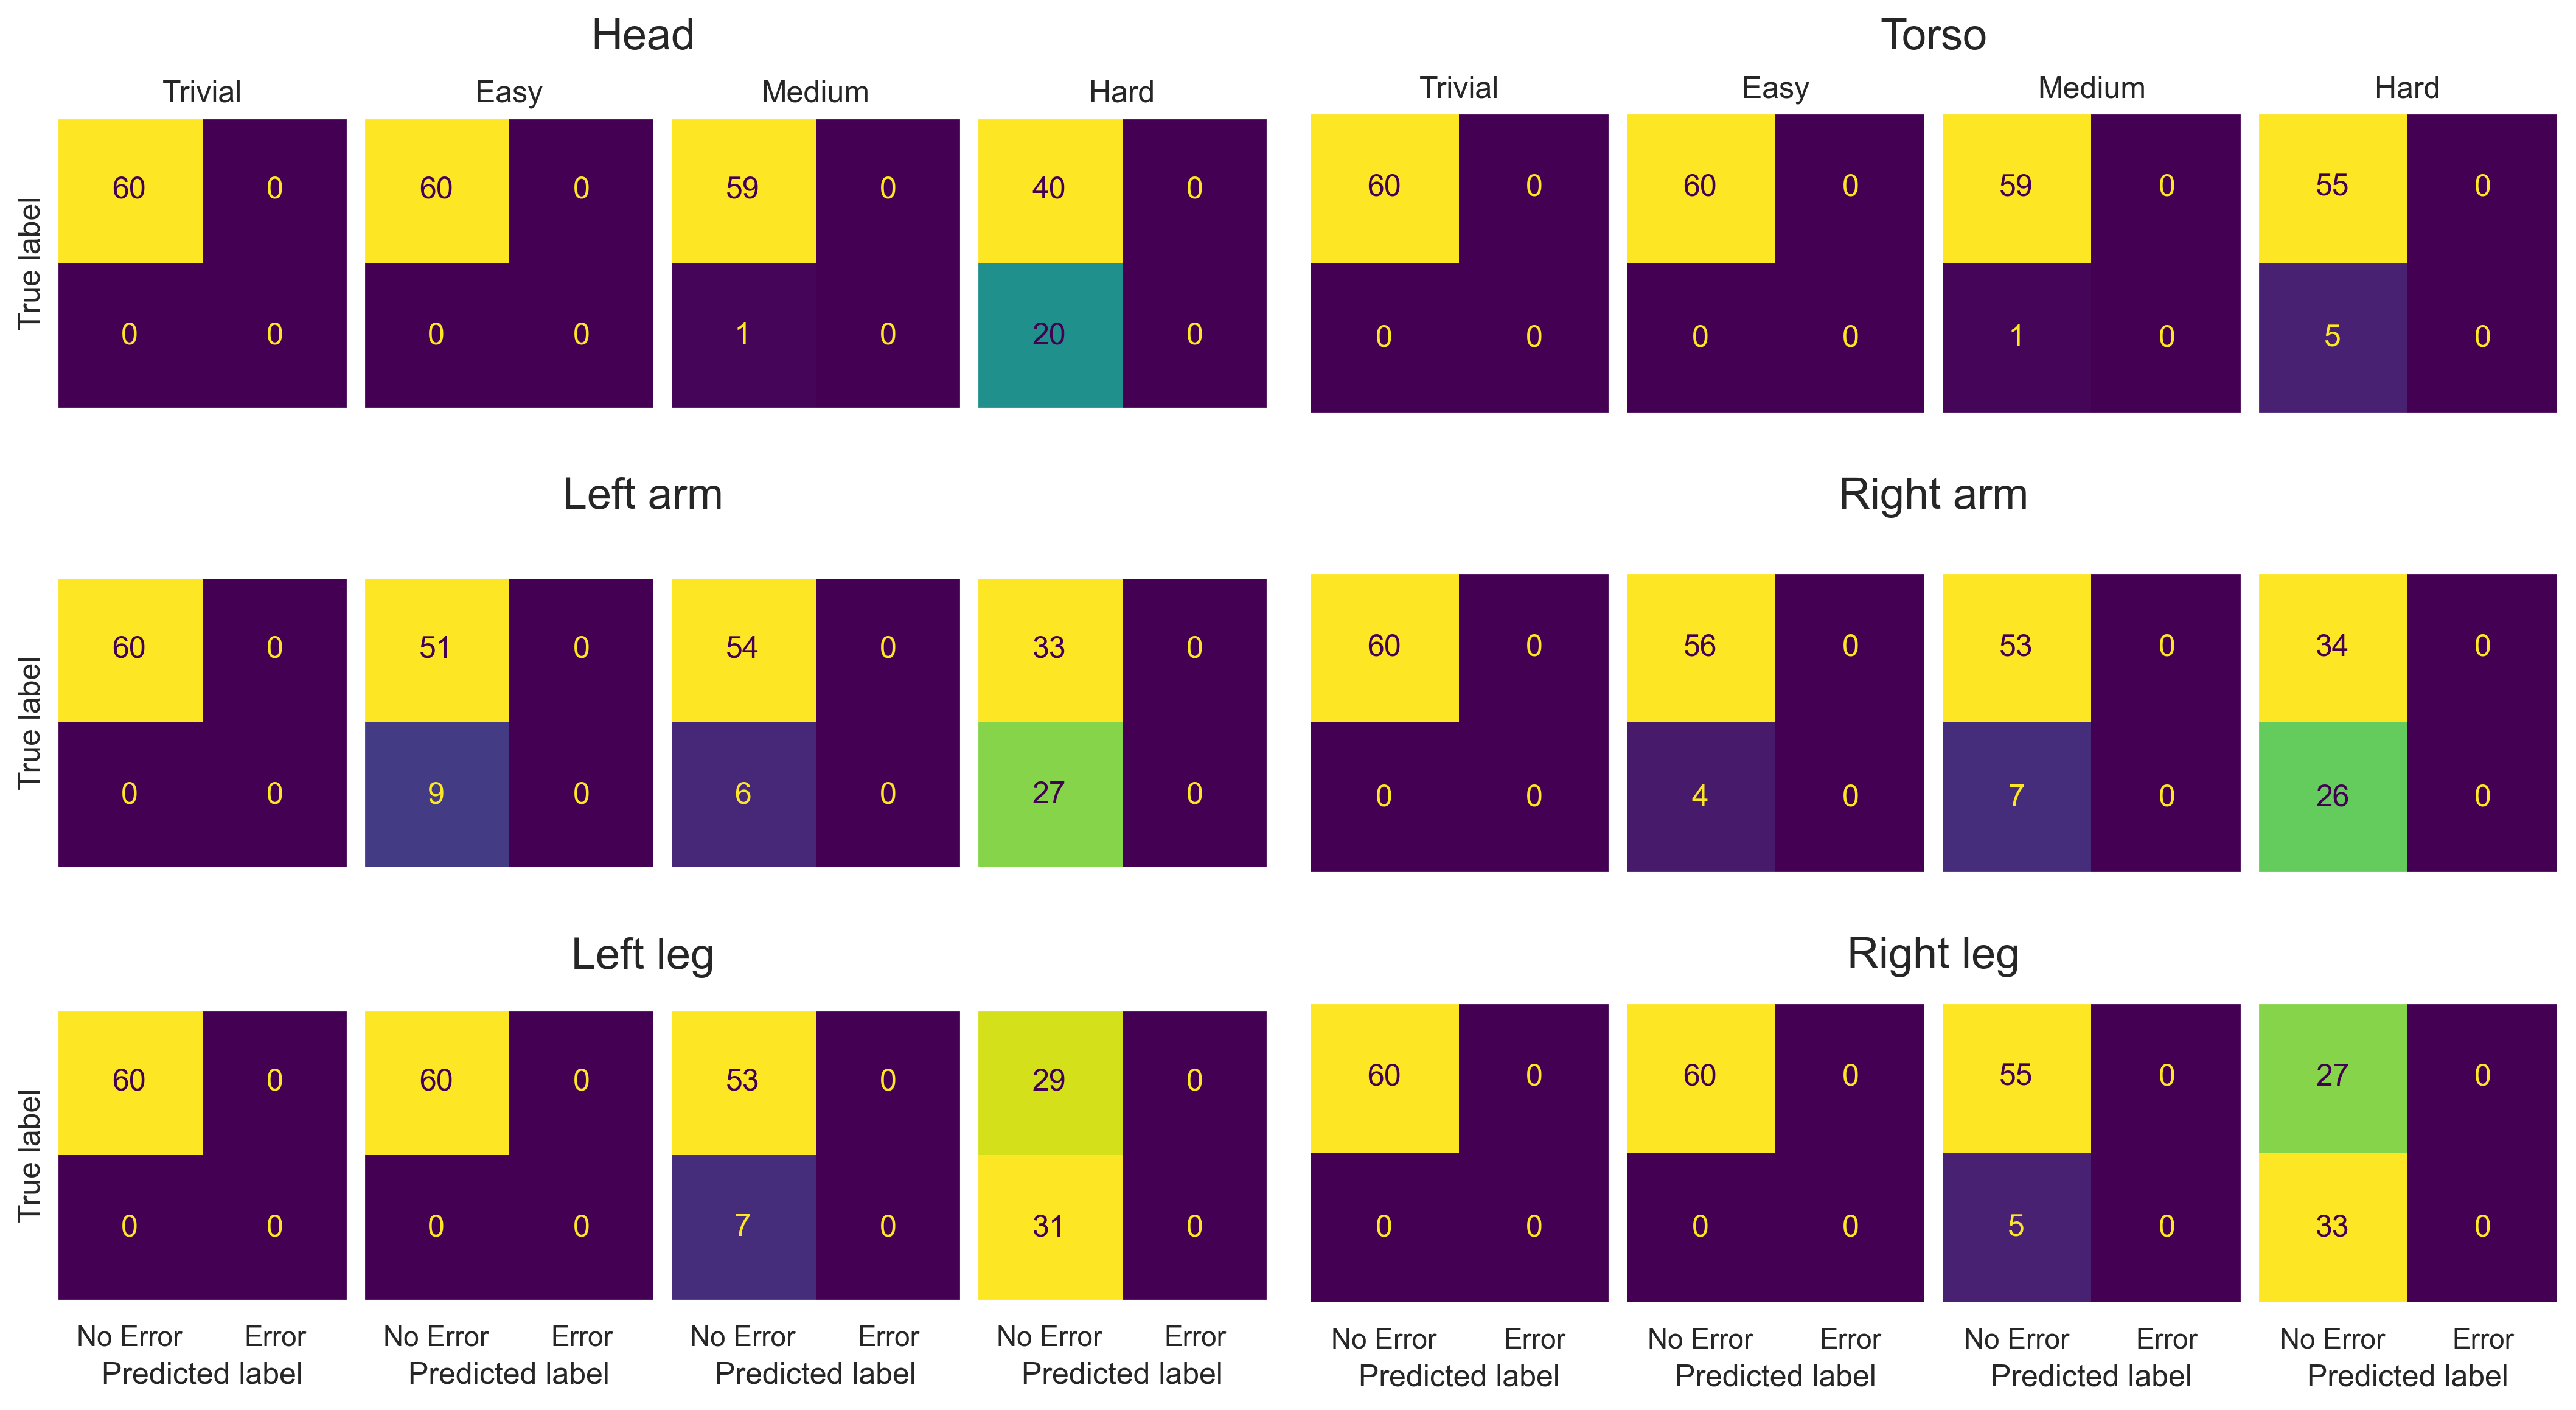 Head
Torso
Trivial Easy Medium Hard
Trivial Easy Medium Hard
True label
60 0 60 0 59 0 40 0
60 0 60 0 59 0 55 0
0 0 0 0 1 0 20 0
0 0 0 0 1 0 5 0
Left arm
Right arm
True label
60 0 51 0 54 0 33 0
60 0 56 0 53 0 34 0
0 0 9 0 6 0 27 0
0 0 4 0 7 0 26 0
Left leg
Right leg
True label
60 0 60 0 53 0 29 0
60 0 60 0 55 0 27 0
0 0 0 0 7 0 31 0
0 0 0 0 5 0 33 0
No Error Error No Error Error No Error Error No Error Error
No Error Error No Error Error No Error Error No Error Error
Predicted label Predicted label Predicted label Predicted label
Predicted label Predicted label Predicted label Predicted label